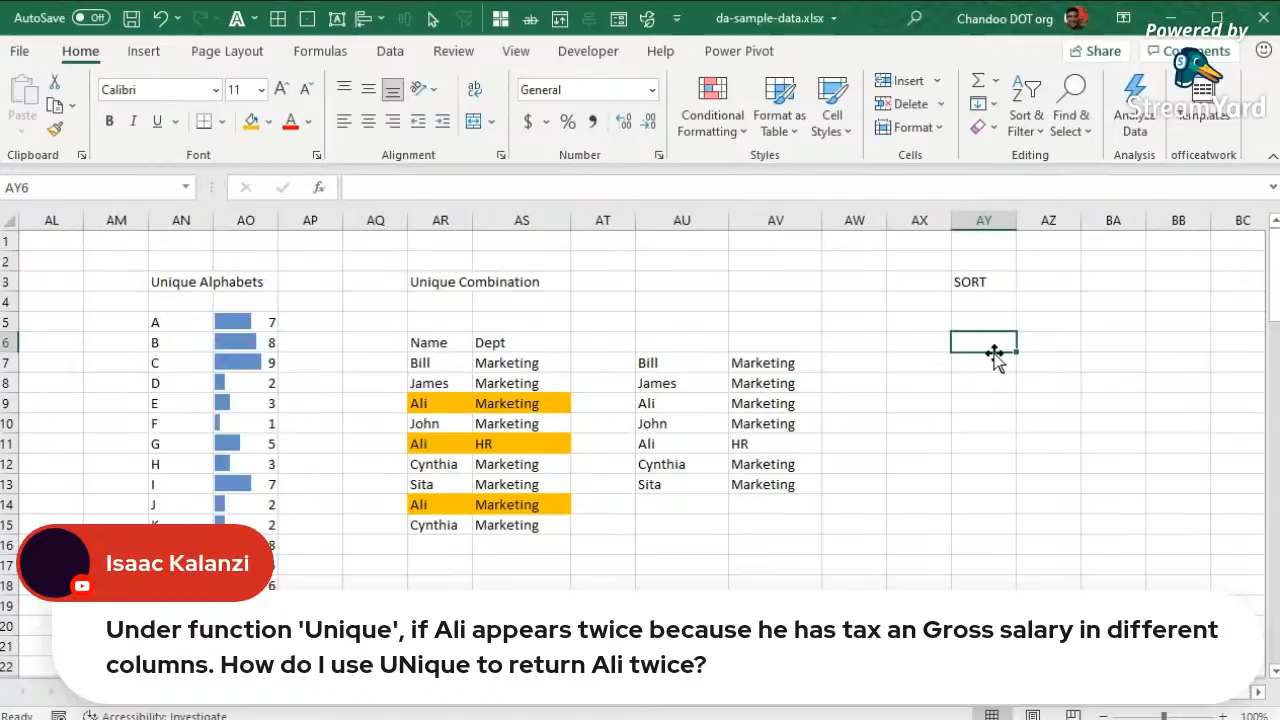 AutoSave Off da-sample-data.xlsx Chandoo DOT org
Powered by
StreamYard
File Home Insert Page Layout Formulas Data Review View Developer Help Power Pivot Share Comments
Paste Calibri 11 General Conditional Formatting Format as Table Cell Styles Insert Delete Format Sort & Filter Find & Select Analyze Data Templates
Clipboard Font Alignment Number Styles Cells Editing Analysis officeatwork
AY6 fx
AL AM AN AO AP AQ AR AS AT AU AV AW AX AY AZ BA BB BC
1
2
3 Unique Alphabets Unique Combination SORT
4
5 A 7
6 B 8 Name Dept
7 C 9 Bill Marketing Bill Marketing
8 D 2 James Marketing James Marketing
9 E 3 Ali Marketing Ali Marketing
10 F 1 John Marketing John Marketing
11 G 5 Ali HR Ali HR
12 H 3 Cynthia Marketing Cynthia Marketing
13 I 7 Sita Marketing Sita Marketing
14 J 2 Ali Marketing
15 K 2 Cynthia Marketing
16 8
17
18 6
19
20
21
22
Isaac Kalanzi
Under function 'Unique', if Ali appears twice because he has tax an Gross salary in different
columns. How do I use UNique to return Ali twice?
Ready Accessibility: Investigate 100%